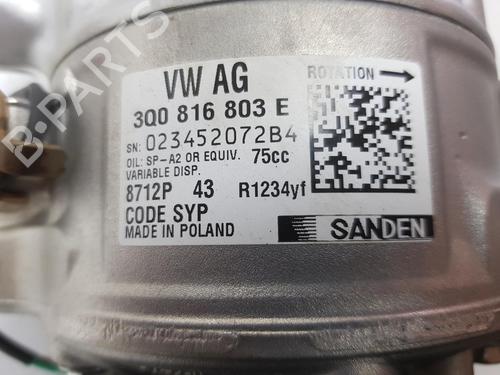 VW AG
ROTATION
3Q0 816 803 E
SN: 023452072B4
OIL: SP-A2 OR EQUIV. 75cc
VARIABLE DISP.
8712P 43 R1234yf
CODE SYP
MADE IN POLAND
SANDEN
B-PARTS